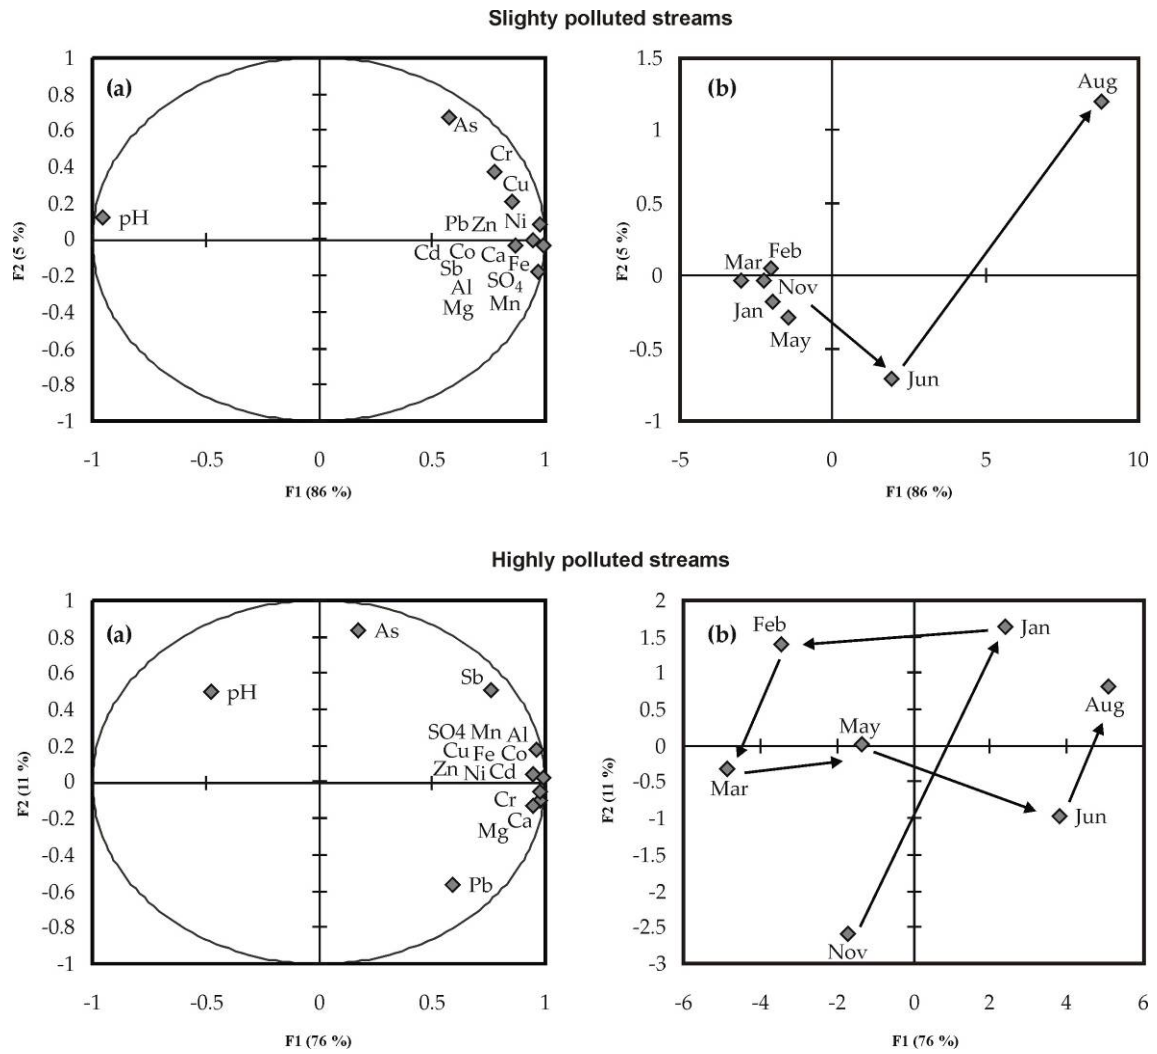 Slighty polluted streams
(a)
1
0.8
0.6
0.4
0.2
0
-0.2
-0.4
-0.6
-0.8
-1
F2 (5 %)
As
Cr
Cu
pH
Pb Zn Ni
Cd Co Ca Fe
Sb SO4
Al
Mg Mn
-1 -0.5 0 0.5 1
F1 (86 %)
(b)
1.5
1
0.5
0
-0.5
-1
F2 (5 %)
Aug
Mar Feb
Nov
Jan
May
Jun
-5 0 5 10
F1 (86 %)
Highly polluted streams
(a)
1
0.8
0.6
0.4
0.2
0
-0.2
-0.4
-0.6
-0.8
-1
F2 (11 %)
As
Sb
pH
SO4 Mn Al
Cu Fe Co
Zn Ni Cd
Cr
Ca
Mg
Pb
-1 -0.5 0 0.5 1
F1 (76 %)
(b)
2
1.5
1
0.5
0
-0.5
-1
-1.5
-2
-2.5
-3
F2 (11 %)
Feb Jan
Aug
May
Mar
Jun
Nov
-6 -4 -2 0 2 4 6
F1 (76 %)